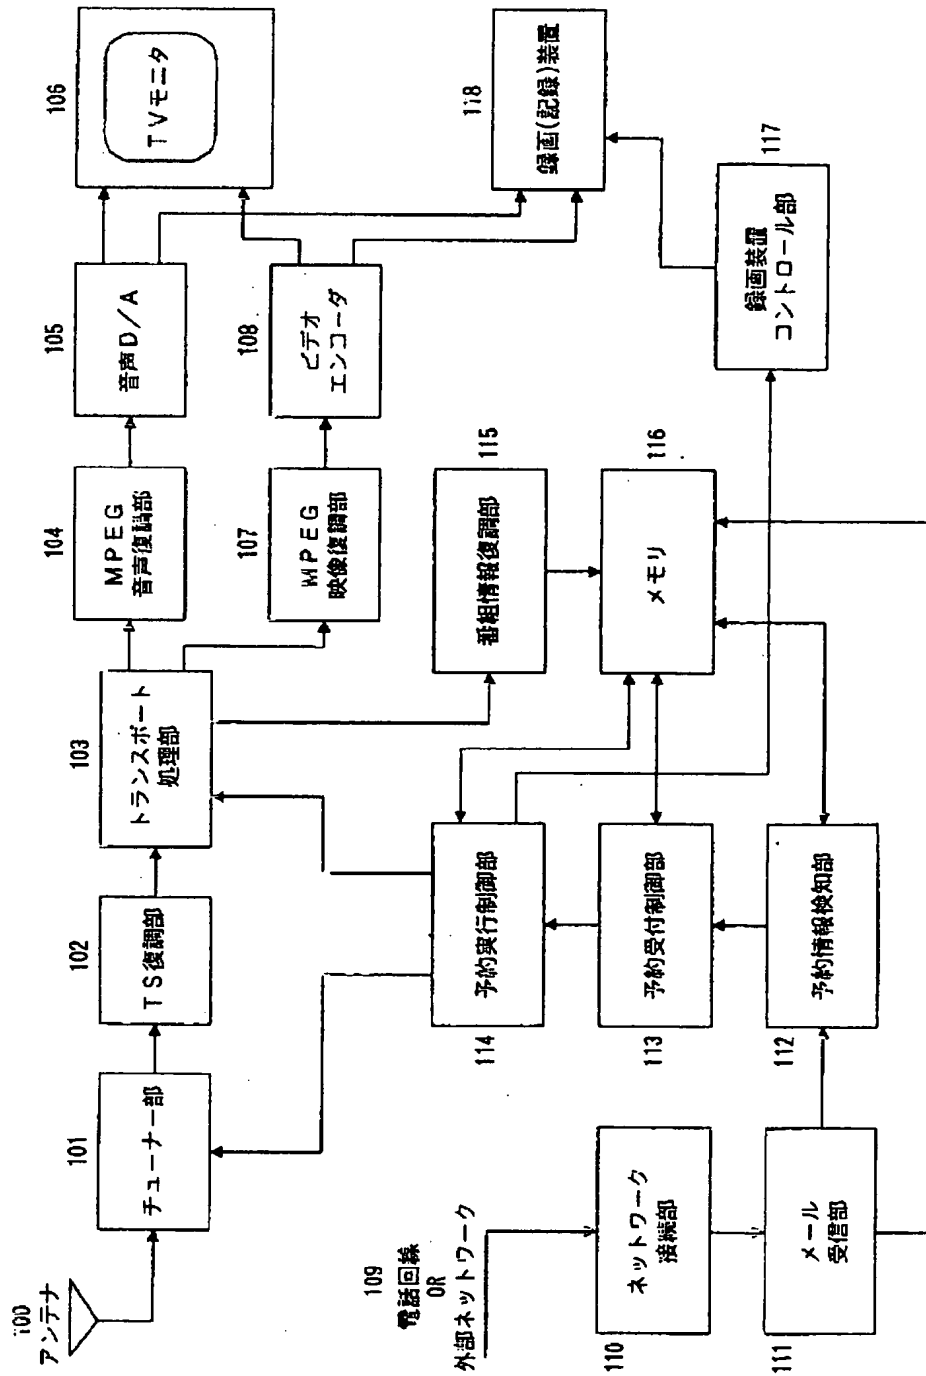 100
アンテナ
101
チューナー部
102
TS復調部
103
トランスポート
処理部
104
MPEG
音声復調部
105
音声D/A
106
TVモニタ
107
MPEG
映像復調部
108
ビデオ
エンコーダ
118
録画(記録)装置
117
録画装置
コントロール部
115
番組情報復調部
116
メモリ
114
予約実行制御部
113
予約受付制御部
112
予約情報検知部
109
電話回線
OR
外部ネットワーク
110
ネットワーク
接続部
111
メール
受信部